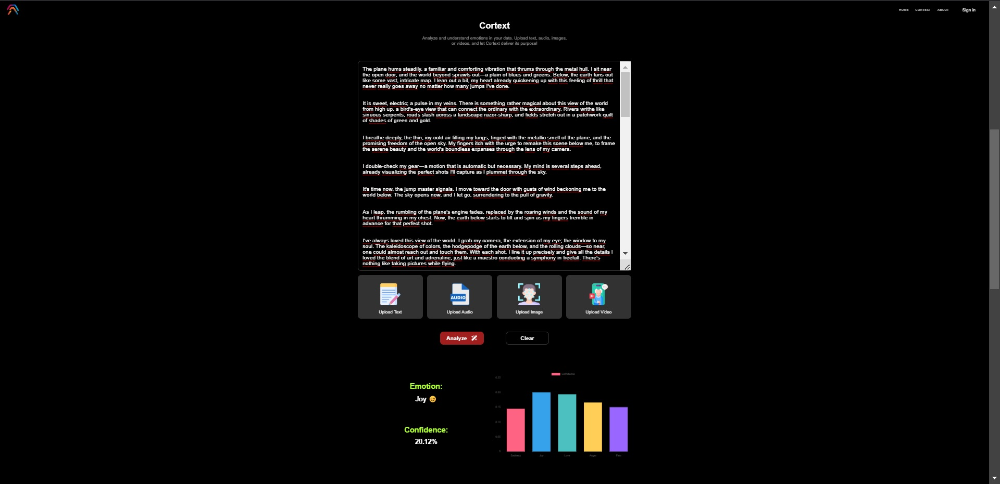 HOME CORTEXT ABOUT Sign in
Cortext
Analyze and understand emotions in your data. Upload text, audio, images,
or videos, and let Cortext deliver its purpose!
The plane hums steadily, a familiar and comforting vibration that thrums through the metal hull. I sit near
the open door, and the world beyond sprawls out—a plain of blues and greens. Below, the earth fans out
like some vast, intricate map. I lean out a bit, my heart already quickening up with this feeling of thrill that
never really goes away no matter how many jumps I've done.
It is sweet, electric; a pulse in my veins. There is something rather magical about this view of the world
from high up, a bird's-eye view that can connect the ordinary with the extraordinary. Rivers writhe like
sinuous serpents, roads slash across a landscape razor-sharp, and fields stretch out in a patchwork quilt
of shades of green and gold.
I breathe deeply, the thin, icy-cold air filling my lungs, tinged with the metallic smell of the plane, and the
promising freedom of the open sky. My fingers itch with the urge to remake this scene below me, to frame
the serene beauty and the world's boundless expanses through the lens of my camera.
I double-check my gear—a motion that is automatic but necessary. My mind is several steps ahead,
already visualizing the perfect shots I'll capture as I plummet through the sky.
It's time now, the jump master signals. I move toward the door with gusts of wind beckoning me to the
world below. The sky opens now, and I let go, surrendering to the pull of gravity.
As I leap, the rumbling of the plane's engine fades, replaced by the roaring winds and the sound of my
heart thrumming in my chest. Now, the earth below starts to tilt and spin as my fingers tremble in
advance for that perfect shot.
I've always loved this view of the world. I grab my camera, the extension of my eye; the window to my
soul. The kaleidoscope of colors, the hodgepodge of the earth below, and the rolling clouds—so near,
one could almost reach out and touch them. With each shot, I line it up precisely and give all the details I
loved the blend of art and adrenaline, just like a maestro conducting a symphony in freefall. There's
nothing like taking pictures while flying.
AUDIO
Upload Text Upload Audio Upload Image Upload Video
Analyze Clear
Emotion:
Joy
Confidence:
20.12%
Confidence
0.25
0.20
0.15
0.10
0.05
0
Sadness Joy Love Anger Fear